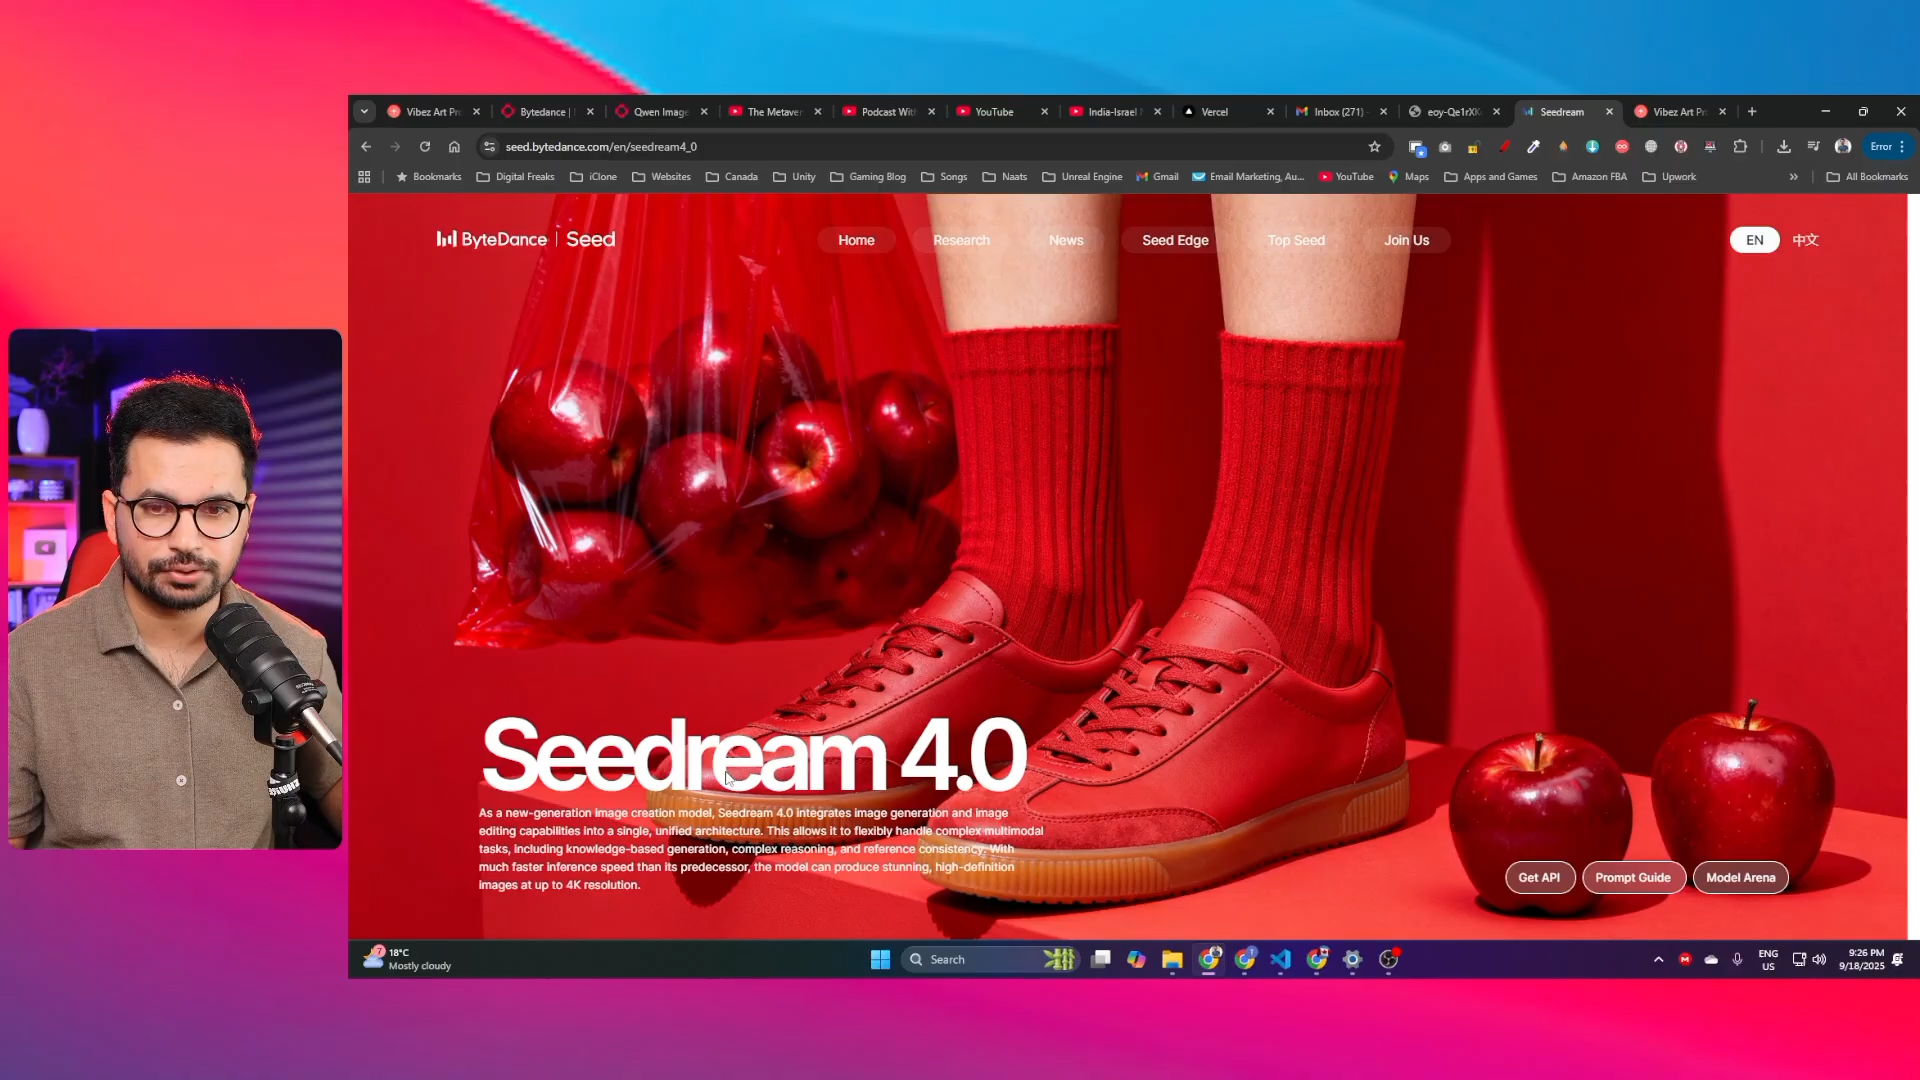 Vibez Art Pr
Bytedance |
Qwen Image
The Metaver
Podcast With
YouTube
India-Israel
Vercel
Inbox (271)
eoy-Qe1rXK
Seedream
Vibez Art Pr
seed.bytedance.com/en/seedream4_0
Error
Bookmarks
Digital Freaks
iClone
Websites
Canada
Unity
Gaming Blog
Songs
Naats
Unreal Engine
Gmail
Email Marketing, Au...
YouTube
Maps
Apps and Games
Amazon FBA
Upwork
All Bookmarks
ByteDance | Seed
Home
Research
News
Seed Edge
Top Seed
Join Us
EN
中文
Seedream 4.0
As a new-generation image creation model, Seedream 4.0 integrates image generation and image
editing capabilities into a single, unified architecture. This allows it to flexibly handle complex multimodal
tasks, including knowledge-based generation, complex reasoning, and reference consistency. With
much faster inference speed than its predecessor, the model can produce stunning, high-definition
images at up to 4K resolution.
Get API
Prompt Guide
Model Arena
7
18°C
Mostly cloudy
Search
ENG
US
9:26 PM
9/18/2025